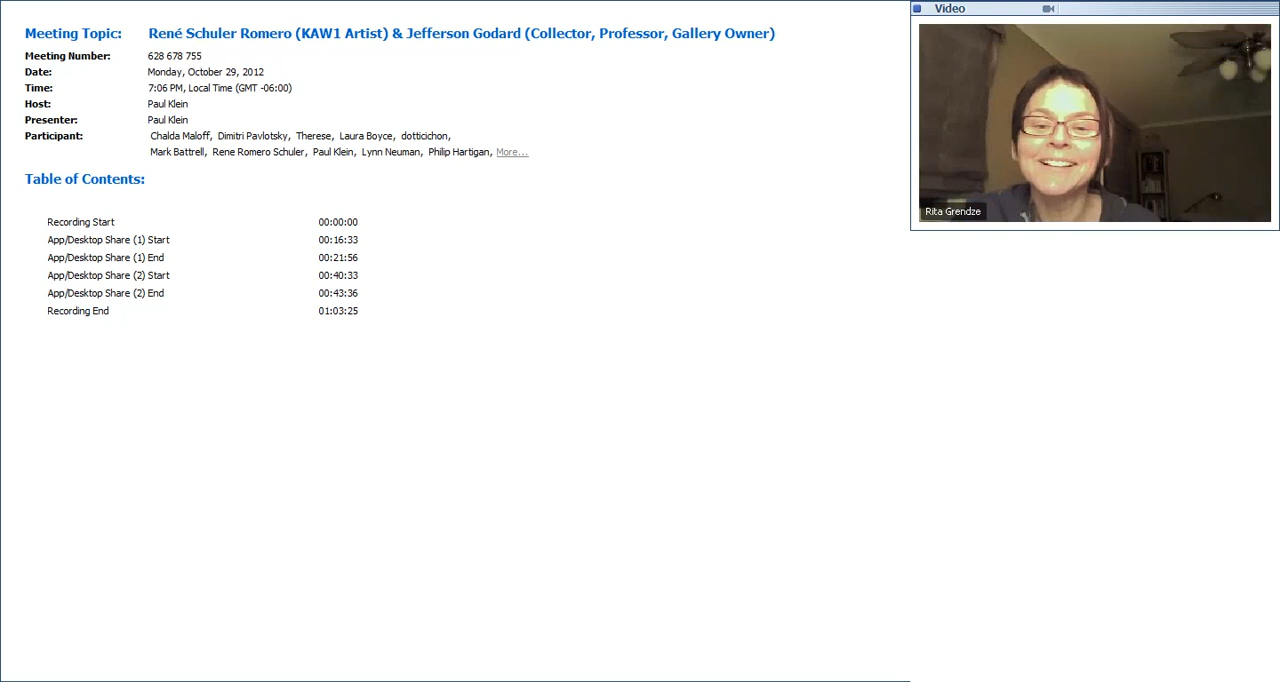 Meeting Topic: René Schuler Romero (KAW1 Artist) & Jefferson Godard (Collector, Professor, Gallery Owner)
Meeting Number: 628 678 755
Date: Monday, October 29, 2012
Time: 7:06 PM, Local Time (GMT -06:00)
Host: Paul Klein
Presenter: Paul Klein
Participant: Chalda Maloff, Dimitri Pavlotsky, Therese, Laura Boyce, dotticichon,
Mark Battrell, Rene Romero Schuler, Paul Klein, Lynn Neuman, Philip Hartigan, More...
Table of Contents:
Recording Start 00:00:00
App/Desktop Share (1) Start 00:16:33
App/Desktop Share (1) End 00:21:56
App/Desktop Share (2) Start 00:40:33
App/Desktop Share (2) End 00:43:36
Recording End 01:03:25
Video
Rita Grendze